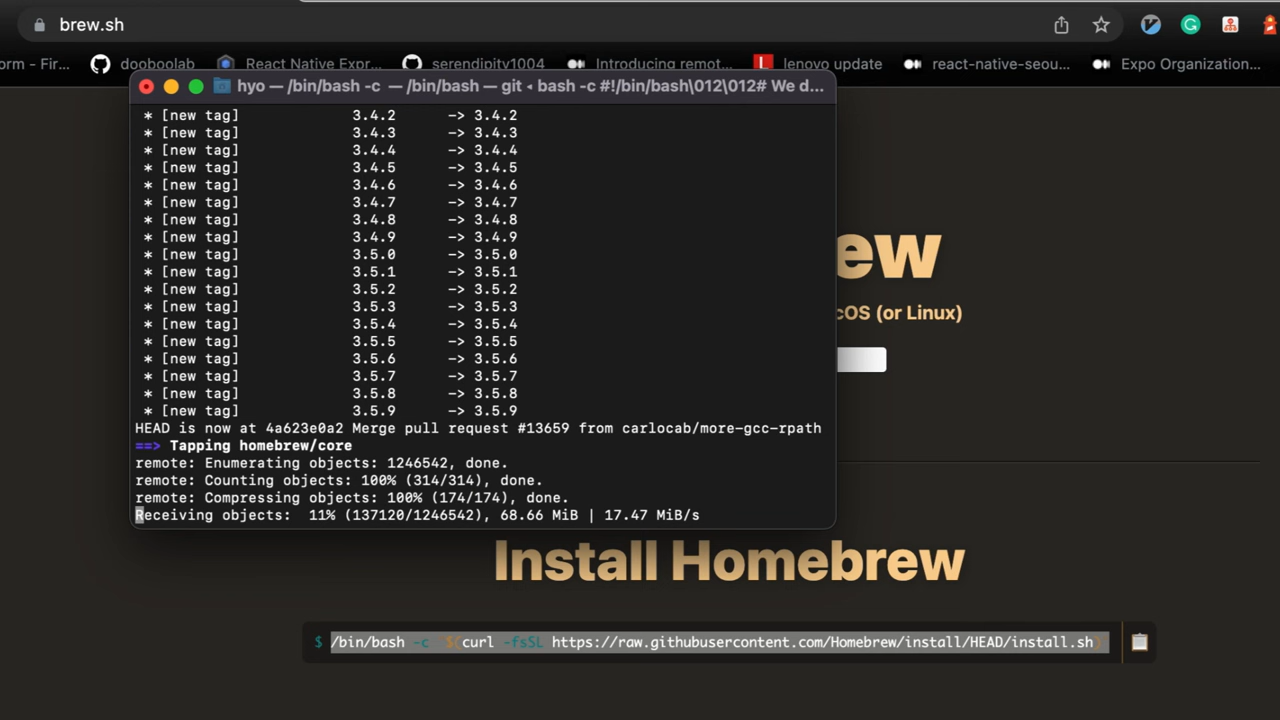 brew.sh
orm - Fir...
dooboolab
React Native Expr...
serendipity1004
Introducing remot...
lenovo update
react-native-seou...
Expo Organization...
hyo — /bin/bash -c — /bin/bash — git ◂ bash -c #!/bin/bash\012\012# We d...
* [new tag] 3.4.2 -> 3.4.2
* [new tag] 3.4.3 -> 3.4.3
* [new tag] 3.4.4 -> 3.4.4
* [new tag] 3.4.5 -> 3.4.5
* [new tag] 3.4.6 -> 3.4.6
* [new tag] 3.4.7 -> 3.4.7
* [new tag] 3.4.8 -> 3.4.8
* [new tag] 3.4.9 -> 3.4.9
* [new tag] 3.5.0 -> 3.5.0
* [new tag] 3.5.1 -> 3.5.1
* [new tag] 3.5.2 -> 3.5.2
* [new tag] 3.5.3 -> 3.5.3
* [new tag] 3.5.4 -> 3.5.4
* [new tag] 3.5.5 -> 3.5.5
* [new tag] 3.5.6 -> 3.5.6
* [new tag] 3.5.7 -> 3.5.7
* [new tag] 3.5.8 -> 3.5.8
* [new tag] 3.5.9 -> 3.5.9
HEAD is now at 4a623e0a2 Merge pull request #13659 from carlocab/more-gcc-rpath
==> Tapping homebrew/core
remote: Enumerating objects: 1246542, done.
remote: Counting objects: 100% (314/314), done.
remote: Compressing objects: 100% (174/174), done.
Receiving objects: 11% (137120/1246542), 68.66 MiB | 17.47 MiB/s
ew
cOS (or Linux)
Install Homebrew
$ /bin/bash -c "$(curl -fsSL https://raw.githubusercontent.com/Homebrew/install/HEAD/install.sh)